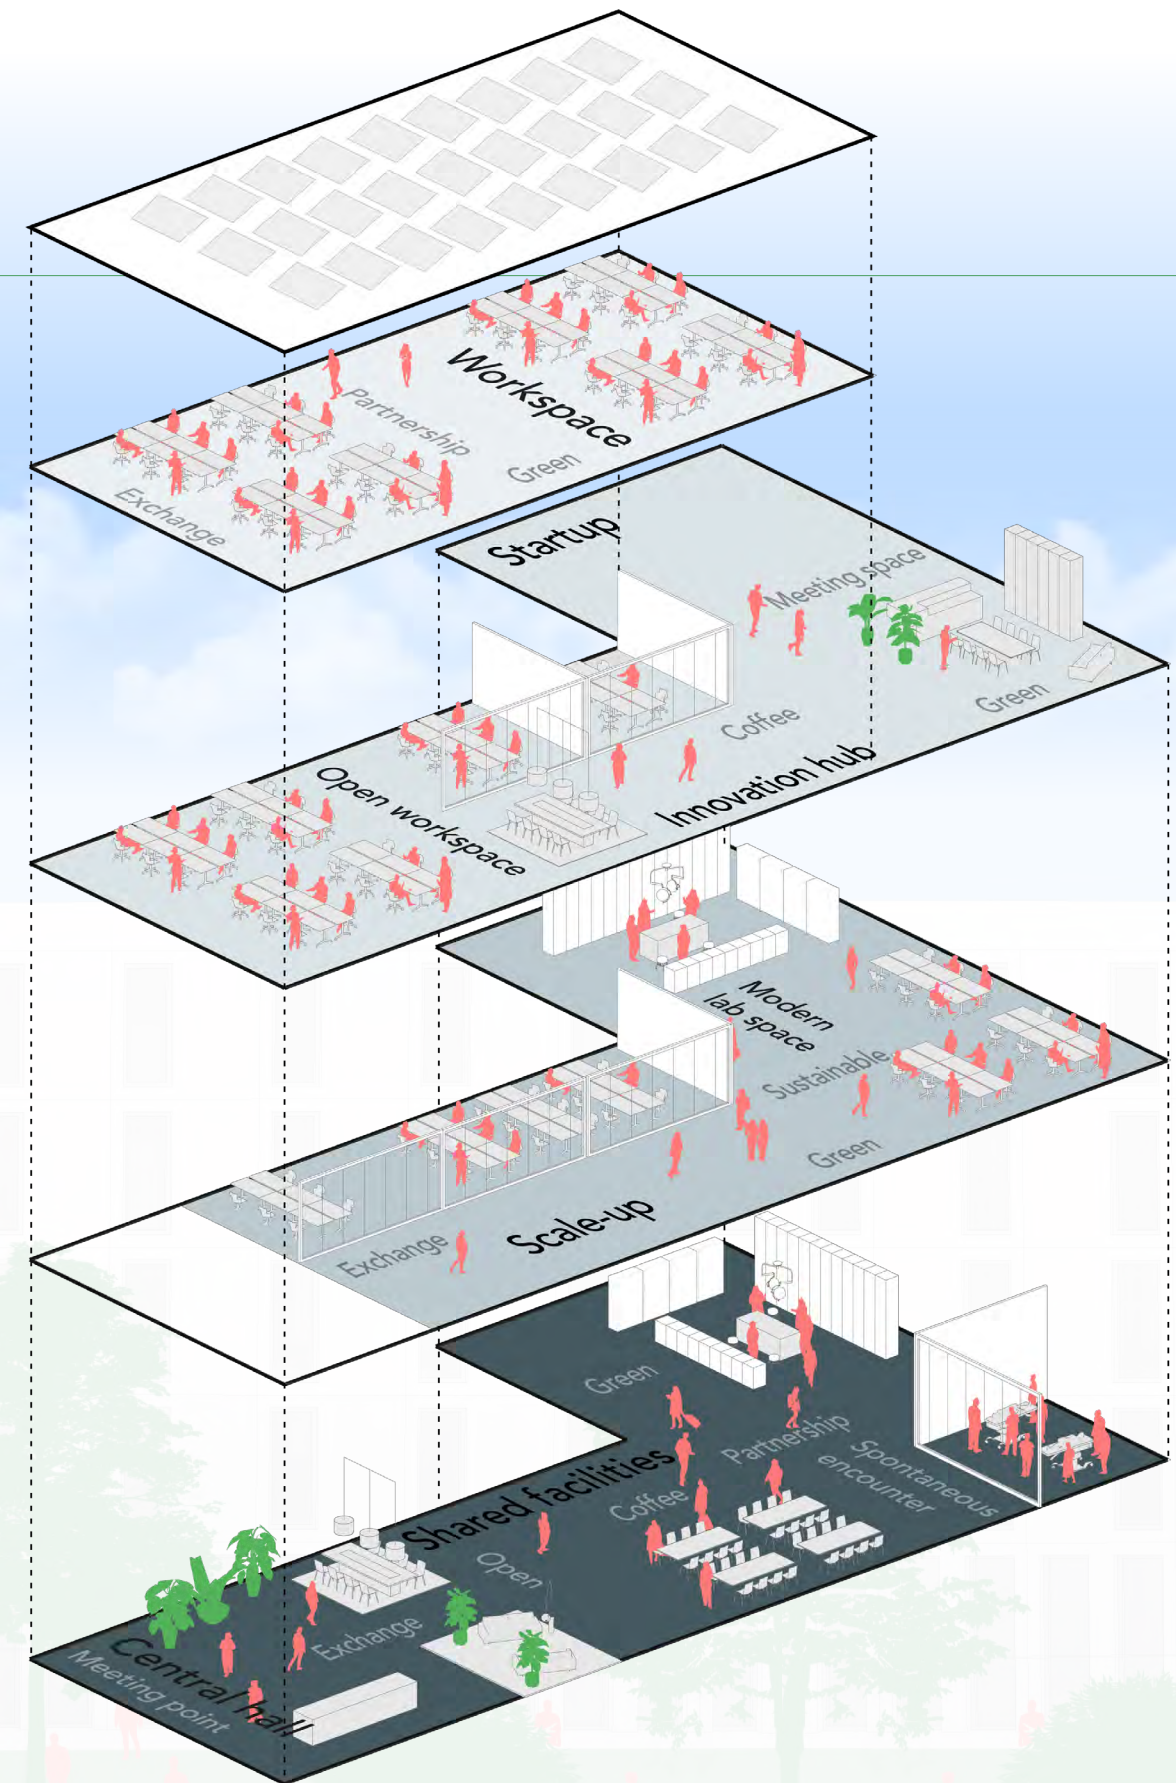 Workspace
Partnership
Green
Exchange
Startup
Meeting space
Green
Coffee
Innovation hub
Open workspace
Modern
lab space
Sustainable
Green
Scale-up
Exchange
Green
Partnership
Spontaneous
encounter
Shared facilities
Coffee
Open
Exchange
Central hall
Meeting point